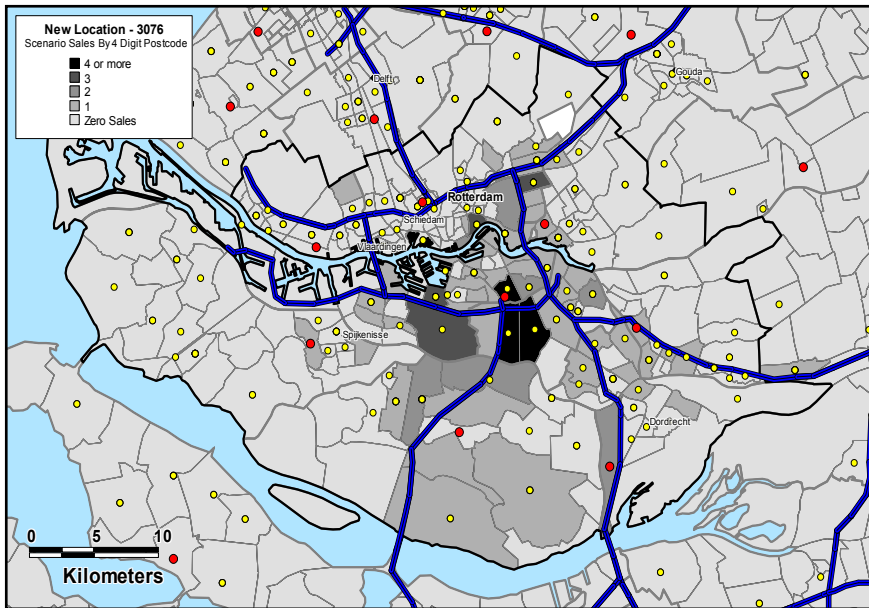 New Location - 3076
Scenario Sales By 4 Digit Postcode
4 or more
3
2
1
Zero Sales
Delft
Gouda
Rotterdam
Schiedam
Vlaardingen
Spijkenisse
Dordrecht
0 5 10
Kilometers